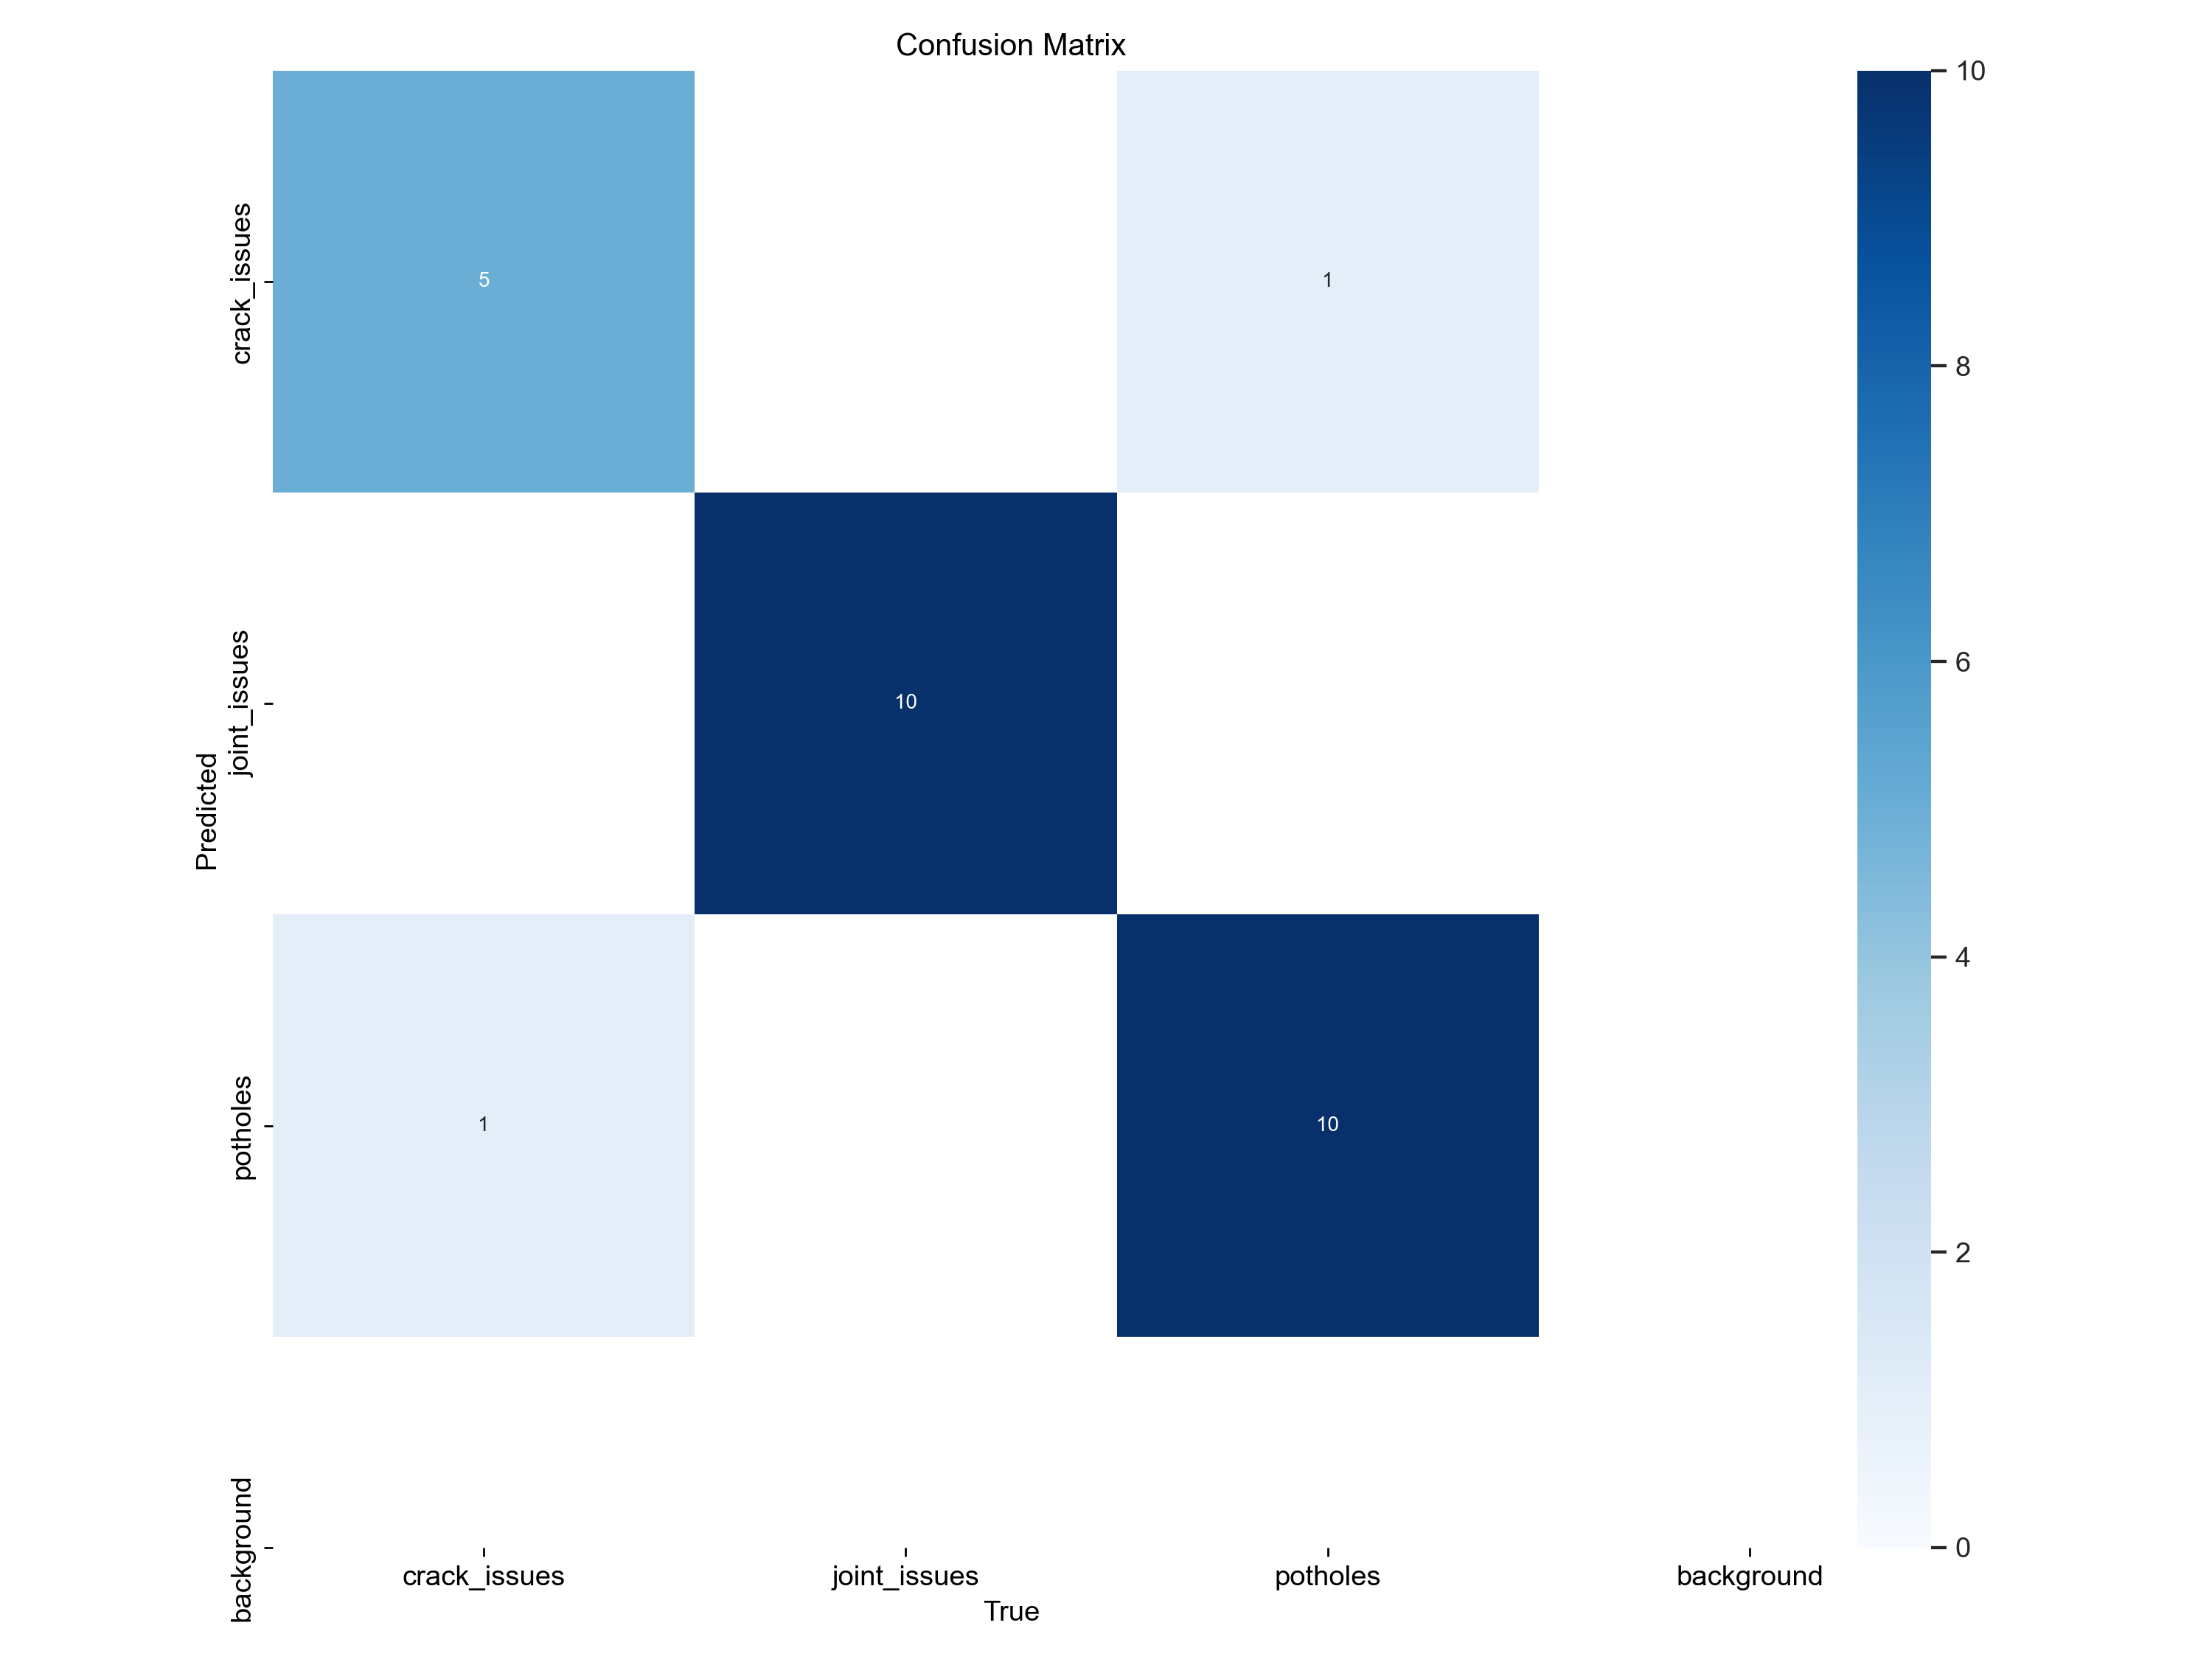 Confusion Matrix
crack_issues
joint_issues
potholes
background
Predicted
5
1
10
1
10
10
8
6
4
2
0
crack_issues
joint_issues
potholes
background
True